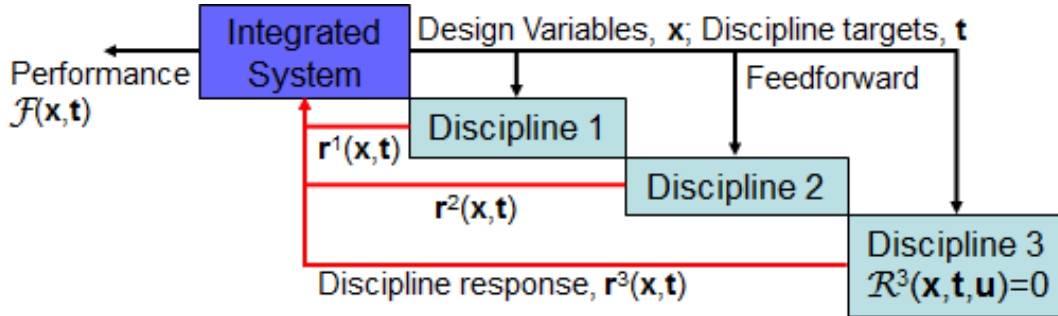 Integrated
System
Design Variables, x; Discipline targets, t
Performance
ℱ(x,t)
Feedforward
Discipline 1
r¹(x,t)
Discipline 2
r²(x,t)
Discipline 3
ℛ³(x,t,u)=0
Discipline response, r³(x,t)